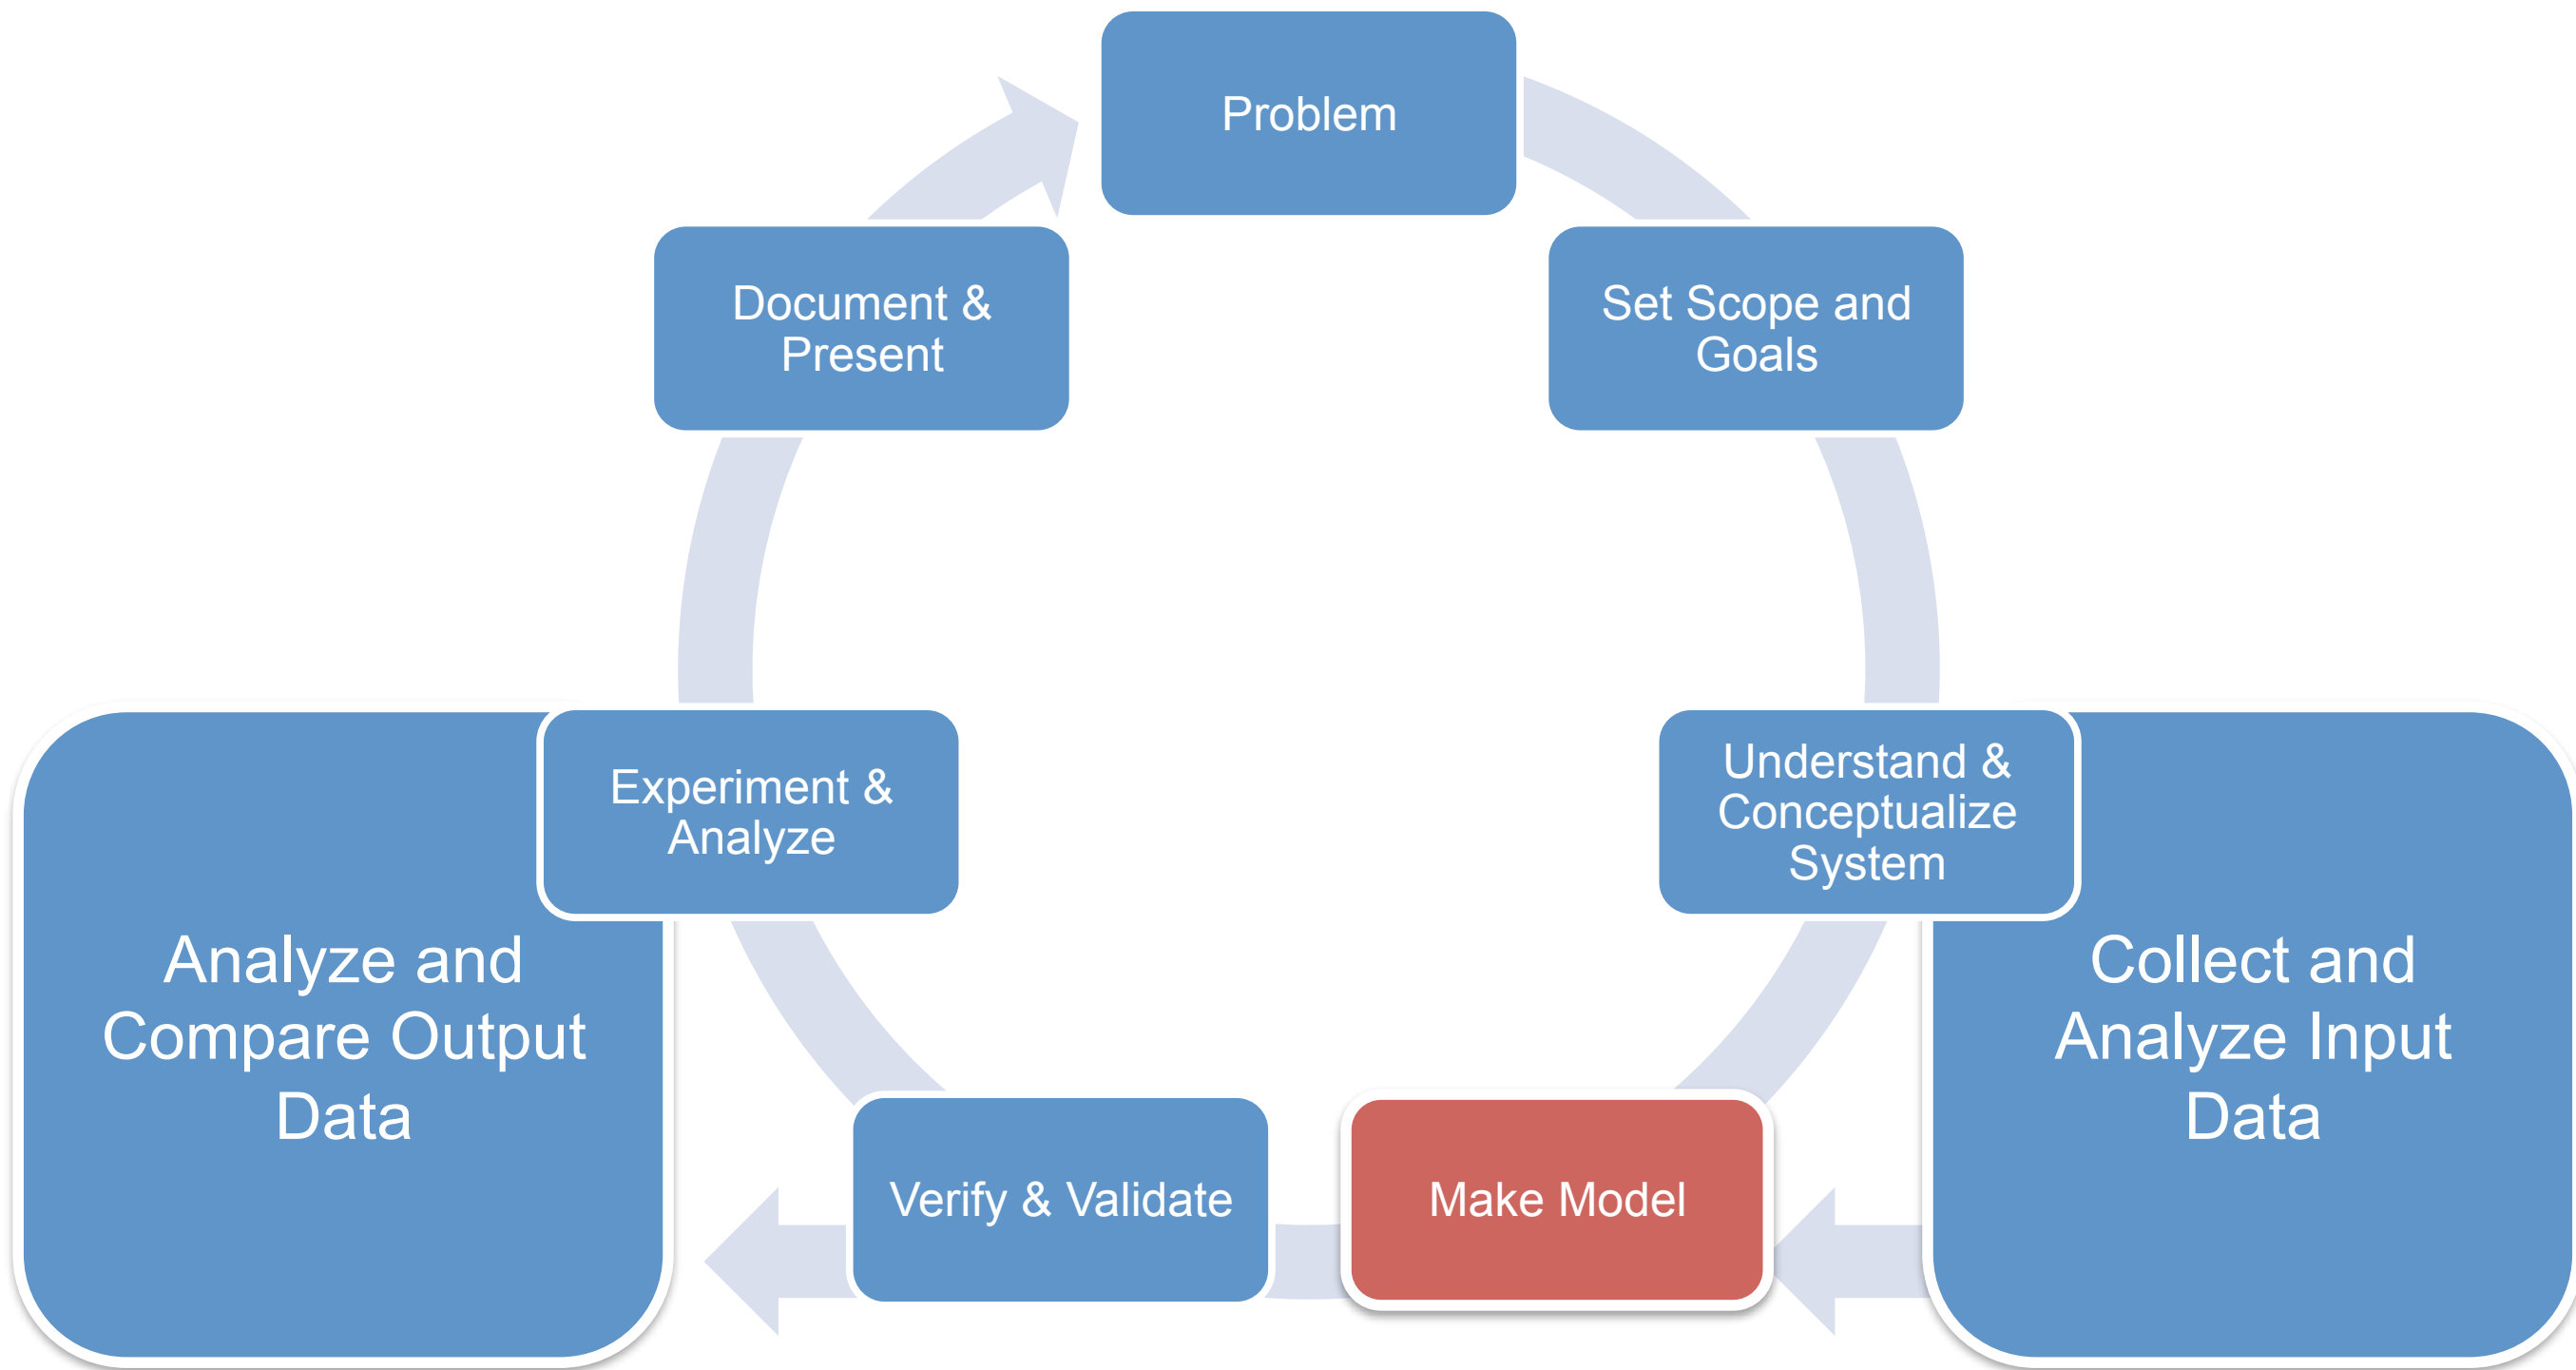 Problem
Set Scope and
Goals
Understand &
Conceptualize
System
Collect and
Analyze Input
Data
Make Model
Verify & Validate
Experiment &
Analyze
Analyze and
Compare Output
Data
Document &
Present